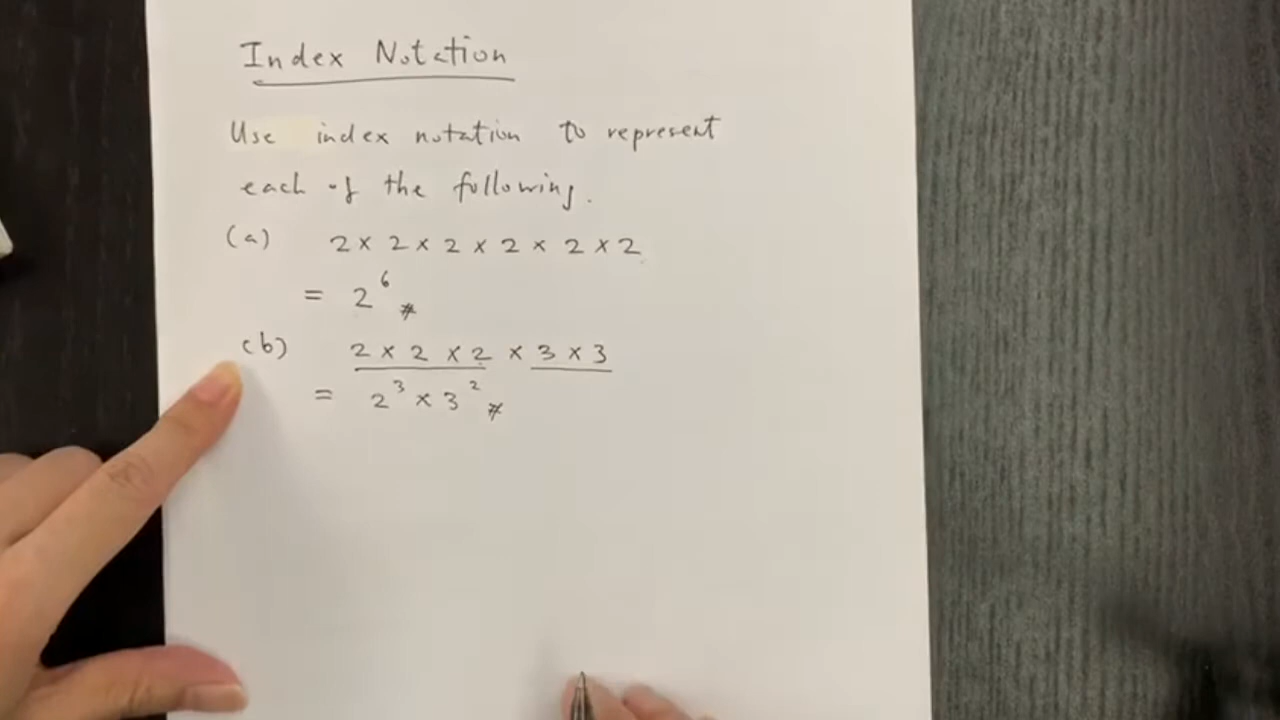 Index Notation
Use index notation to represent
each of the following.
(a) 2 × 2 × 2 × 2 × 2 × 2
= 2⁶ #
(b) 2 × 2 × 2 × 3 × 3
= 2³ × 3² #